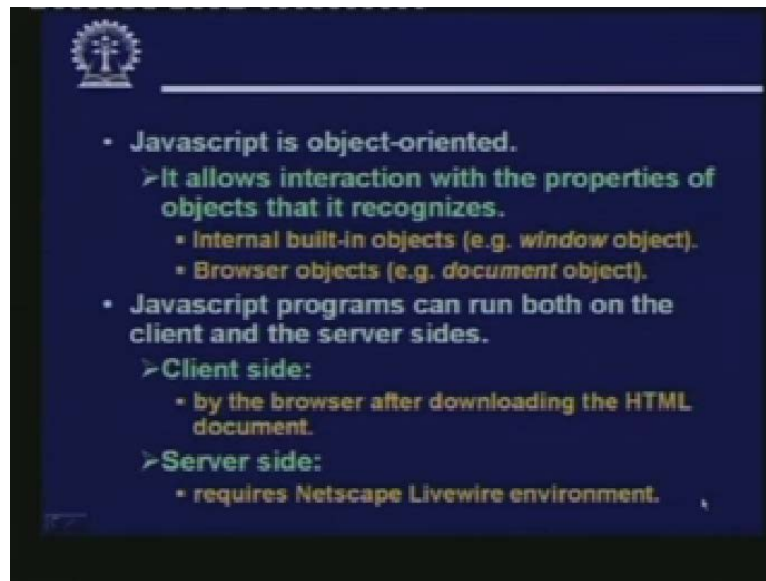 • Javascript is object-oriented.
➢It allows interaction with the properties of
objects that it recognizes.
▪ Internal built-in objects (e.g. window object).
▪ Browser objects (e.g. document object).
• Javascript programs can run both on the
client and the server sides.
➢Client side:
▪ by the browser after downloading the HTML
document.
➢Server side:
▪ requires Netscape Livewire environment.